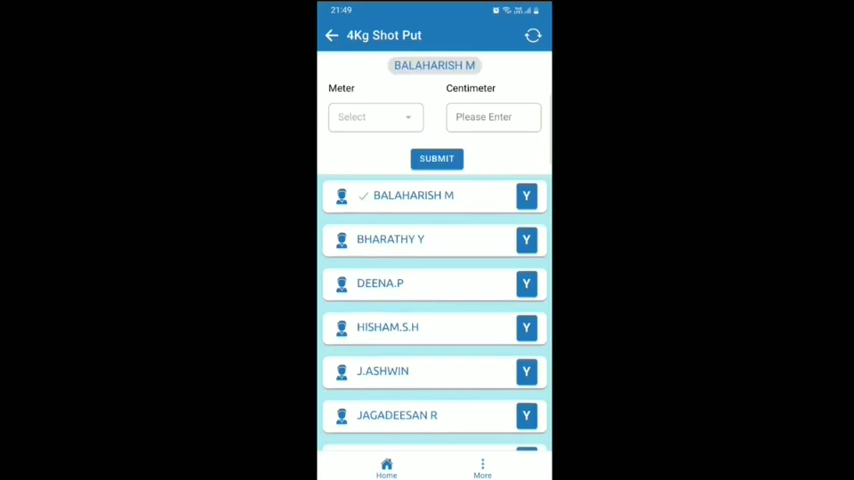 21:49
4Kg Shot Put
BALAHARISH M
Meter Centimeter
Select Please Enter
SUBMIT
BALAHARISH M Y
BHARATHY Y Y
DEENA.P Y
HISHAM.S.H Y
J.ASHWIN Y
JAGADEESAN R Y
Home More